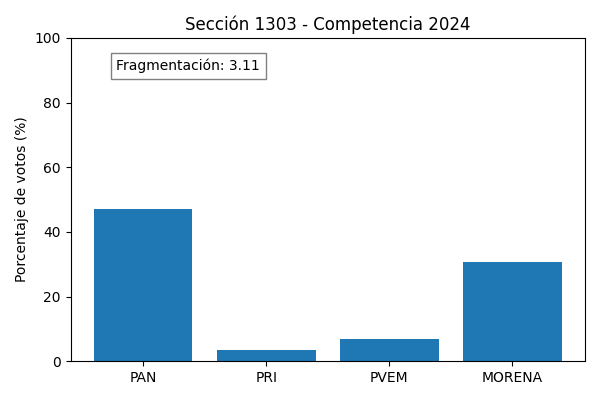 Sección 1303 - Competencia 2024
Fragmentación: 3.11
Porcentaje de votos (%)
100
80
60
40
20
0
PAN PRI PVEM MORENA